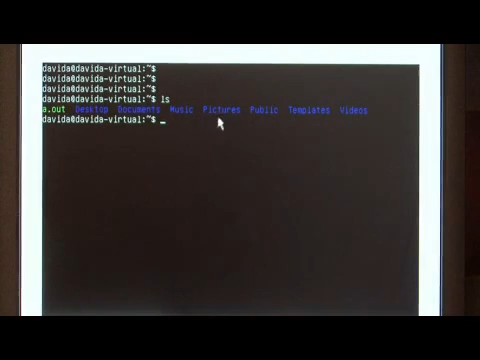 davida@davida-virtual:~$
davida@davida-virtual:~$
davida@davida-virtual:~$
davida@davida-virtual:~$ ls
a.out Desktop Documents Music Pictures Public Templates Videos
davida@davida-virtual:~$ _